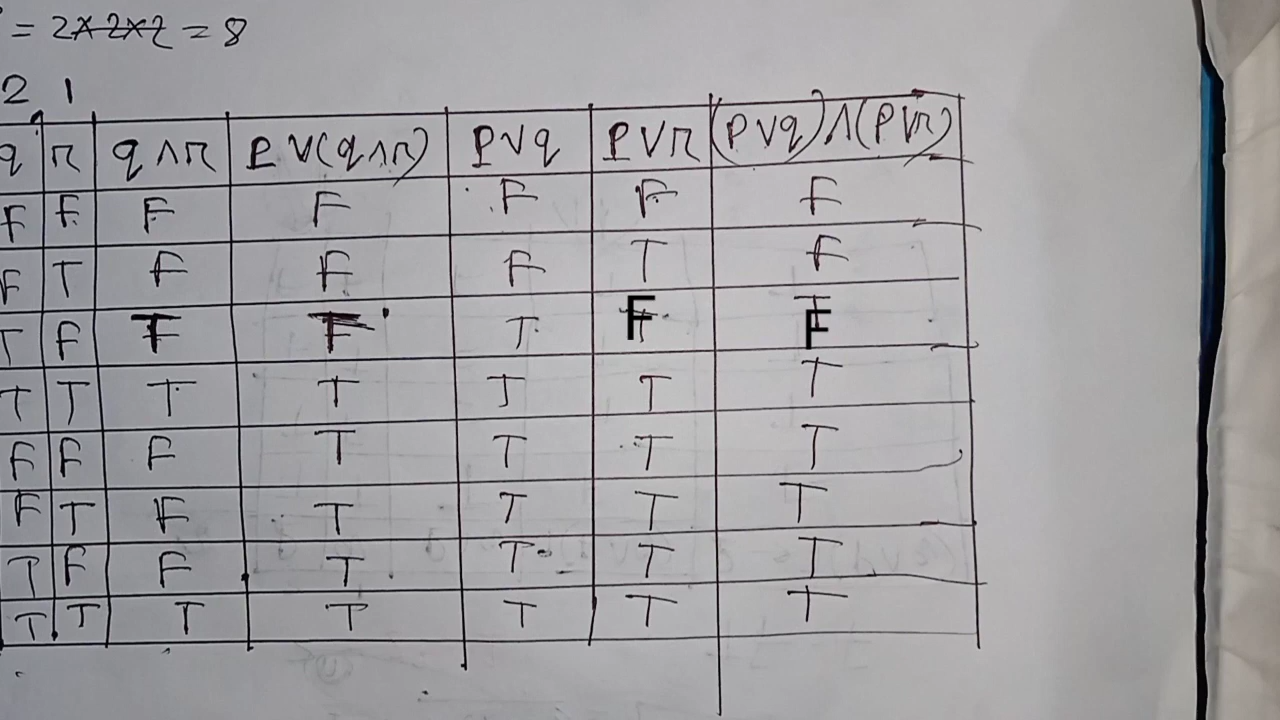 = 2×2×2 = 8
2 1
q r q∧r P∨(q∧r) P∨q P∨r (P∨q)∧(P∨r)
F F F F F F F
F T F F F T F
T F F F T F F
T T T T T T T
F F F T T T T
F T F T T T T
T F F T T T T
T T T T T T T